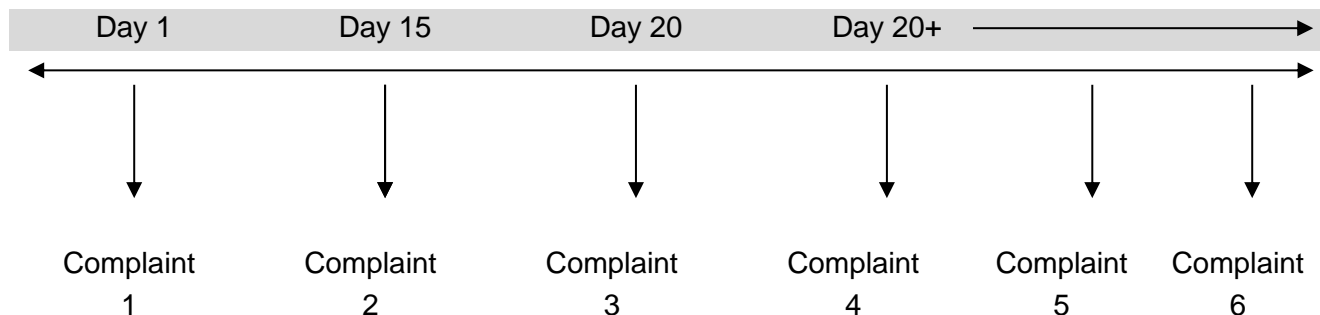 Day 1 Day 15 Day 20 Day 20+
Complaint Complaint Complaint Complaint Complaint Complaint
1 2 3 4 5 6